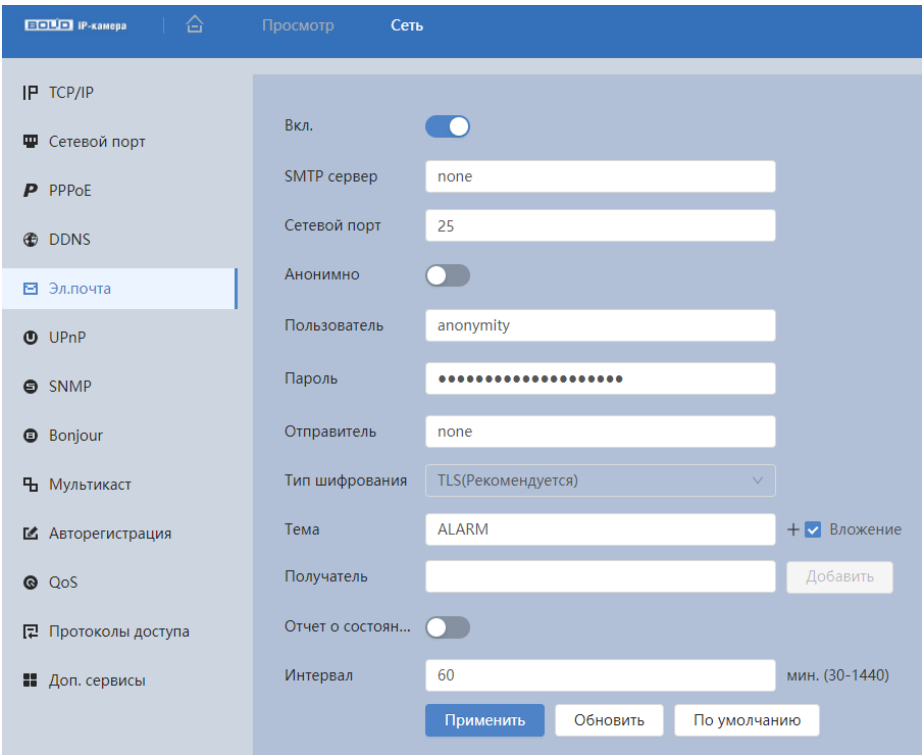 BOLID IP-камера Просмотр Сеть
TCP/IP
Сетевой порт
PPPoE
DDNS
Эл.почта
UPnP
SNMP
Bonjour
Мультикаст
Авторегистрация
QoS
Протоколы доступа
Доп. сервисы
Вкл.
SMTP сервер none
Сетевой порт 25
Анонимно
Пользователь anonymity
Пароль ••••••••••••••••••••
Отправитель none
Тип шифрования TLS(Рекомендуется)
Тема ALARM + Вложение
Получатель Добавить
Отчет о состоян...
Интервал 60 мин. (30-1440)
Применить Обновить По умолчанию